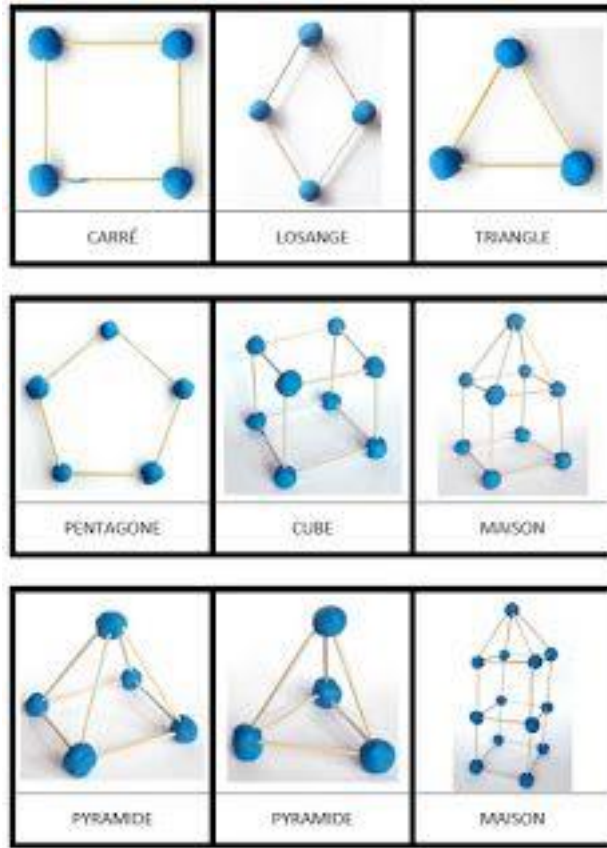 CARRÉ
LOSANGE
TRIANGLE
PENTAGONE
CUBE
MAISON
PYRAMIDE
PYRAMIDE
MAISON